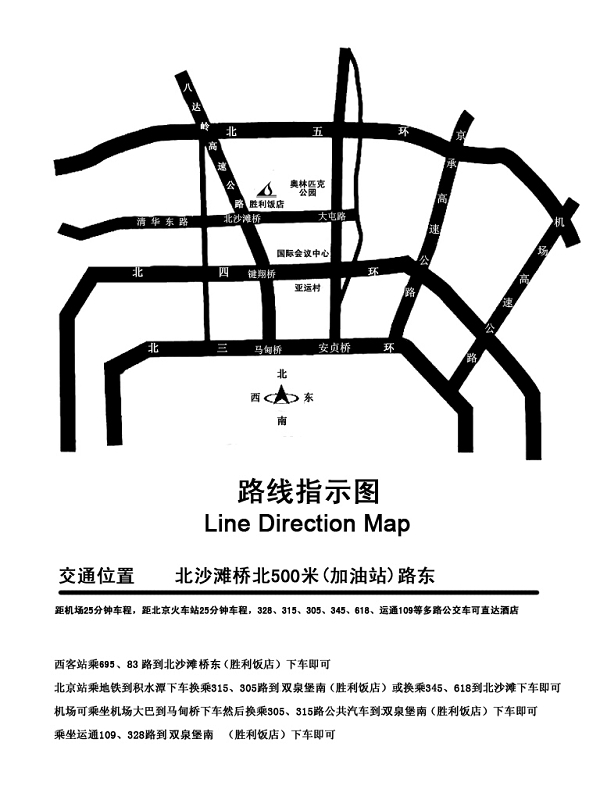 八达岭高速公路
北五环
京承高速公路
奥林匹克
公园
胜利饭店
机场高速公路
清华东路
北沙滩桥
大屯路
国际会议中心
北四环
键翔桥
亚运村
北三环
马甸桥
安贞桥
北
西
东
南
路线指示图
Line Direction Map
交通位置 北沙滩桥北500米(加油站)路东
距机场25分钟车程，距北京火车站25分钟车程，328、315、305、345、618、运通109等多路公交车可直达酒店
西客站乘695、83 路到北沙滩桥东（胜利饭店）下车即可
北京站乘地铁到积水潭下车换乘315、305路到 双泉堡南（胜利饭店）或换乘345、618到北沙滩下车即可
机场可乘坐机场大巴到马甸桥下车然后换乘305、315路公共汽车到:双泉堡南（胜利饭店）下车即可
乘坐运通109、328路到 双泉堡南 （胜利饭店）下车即可